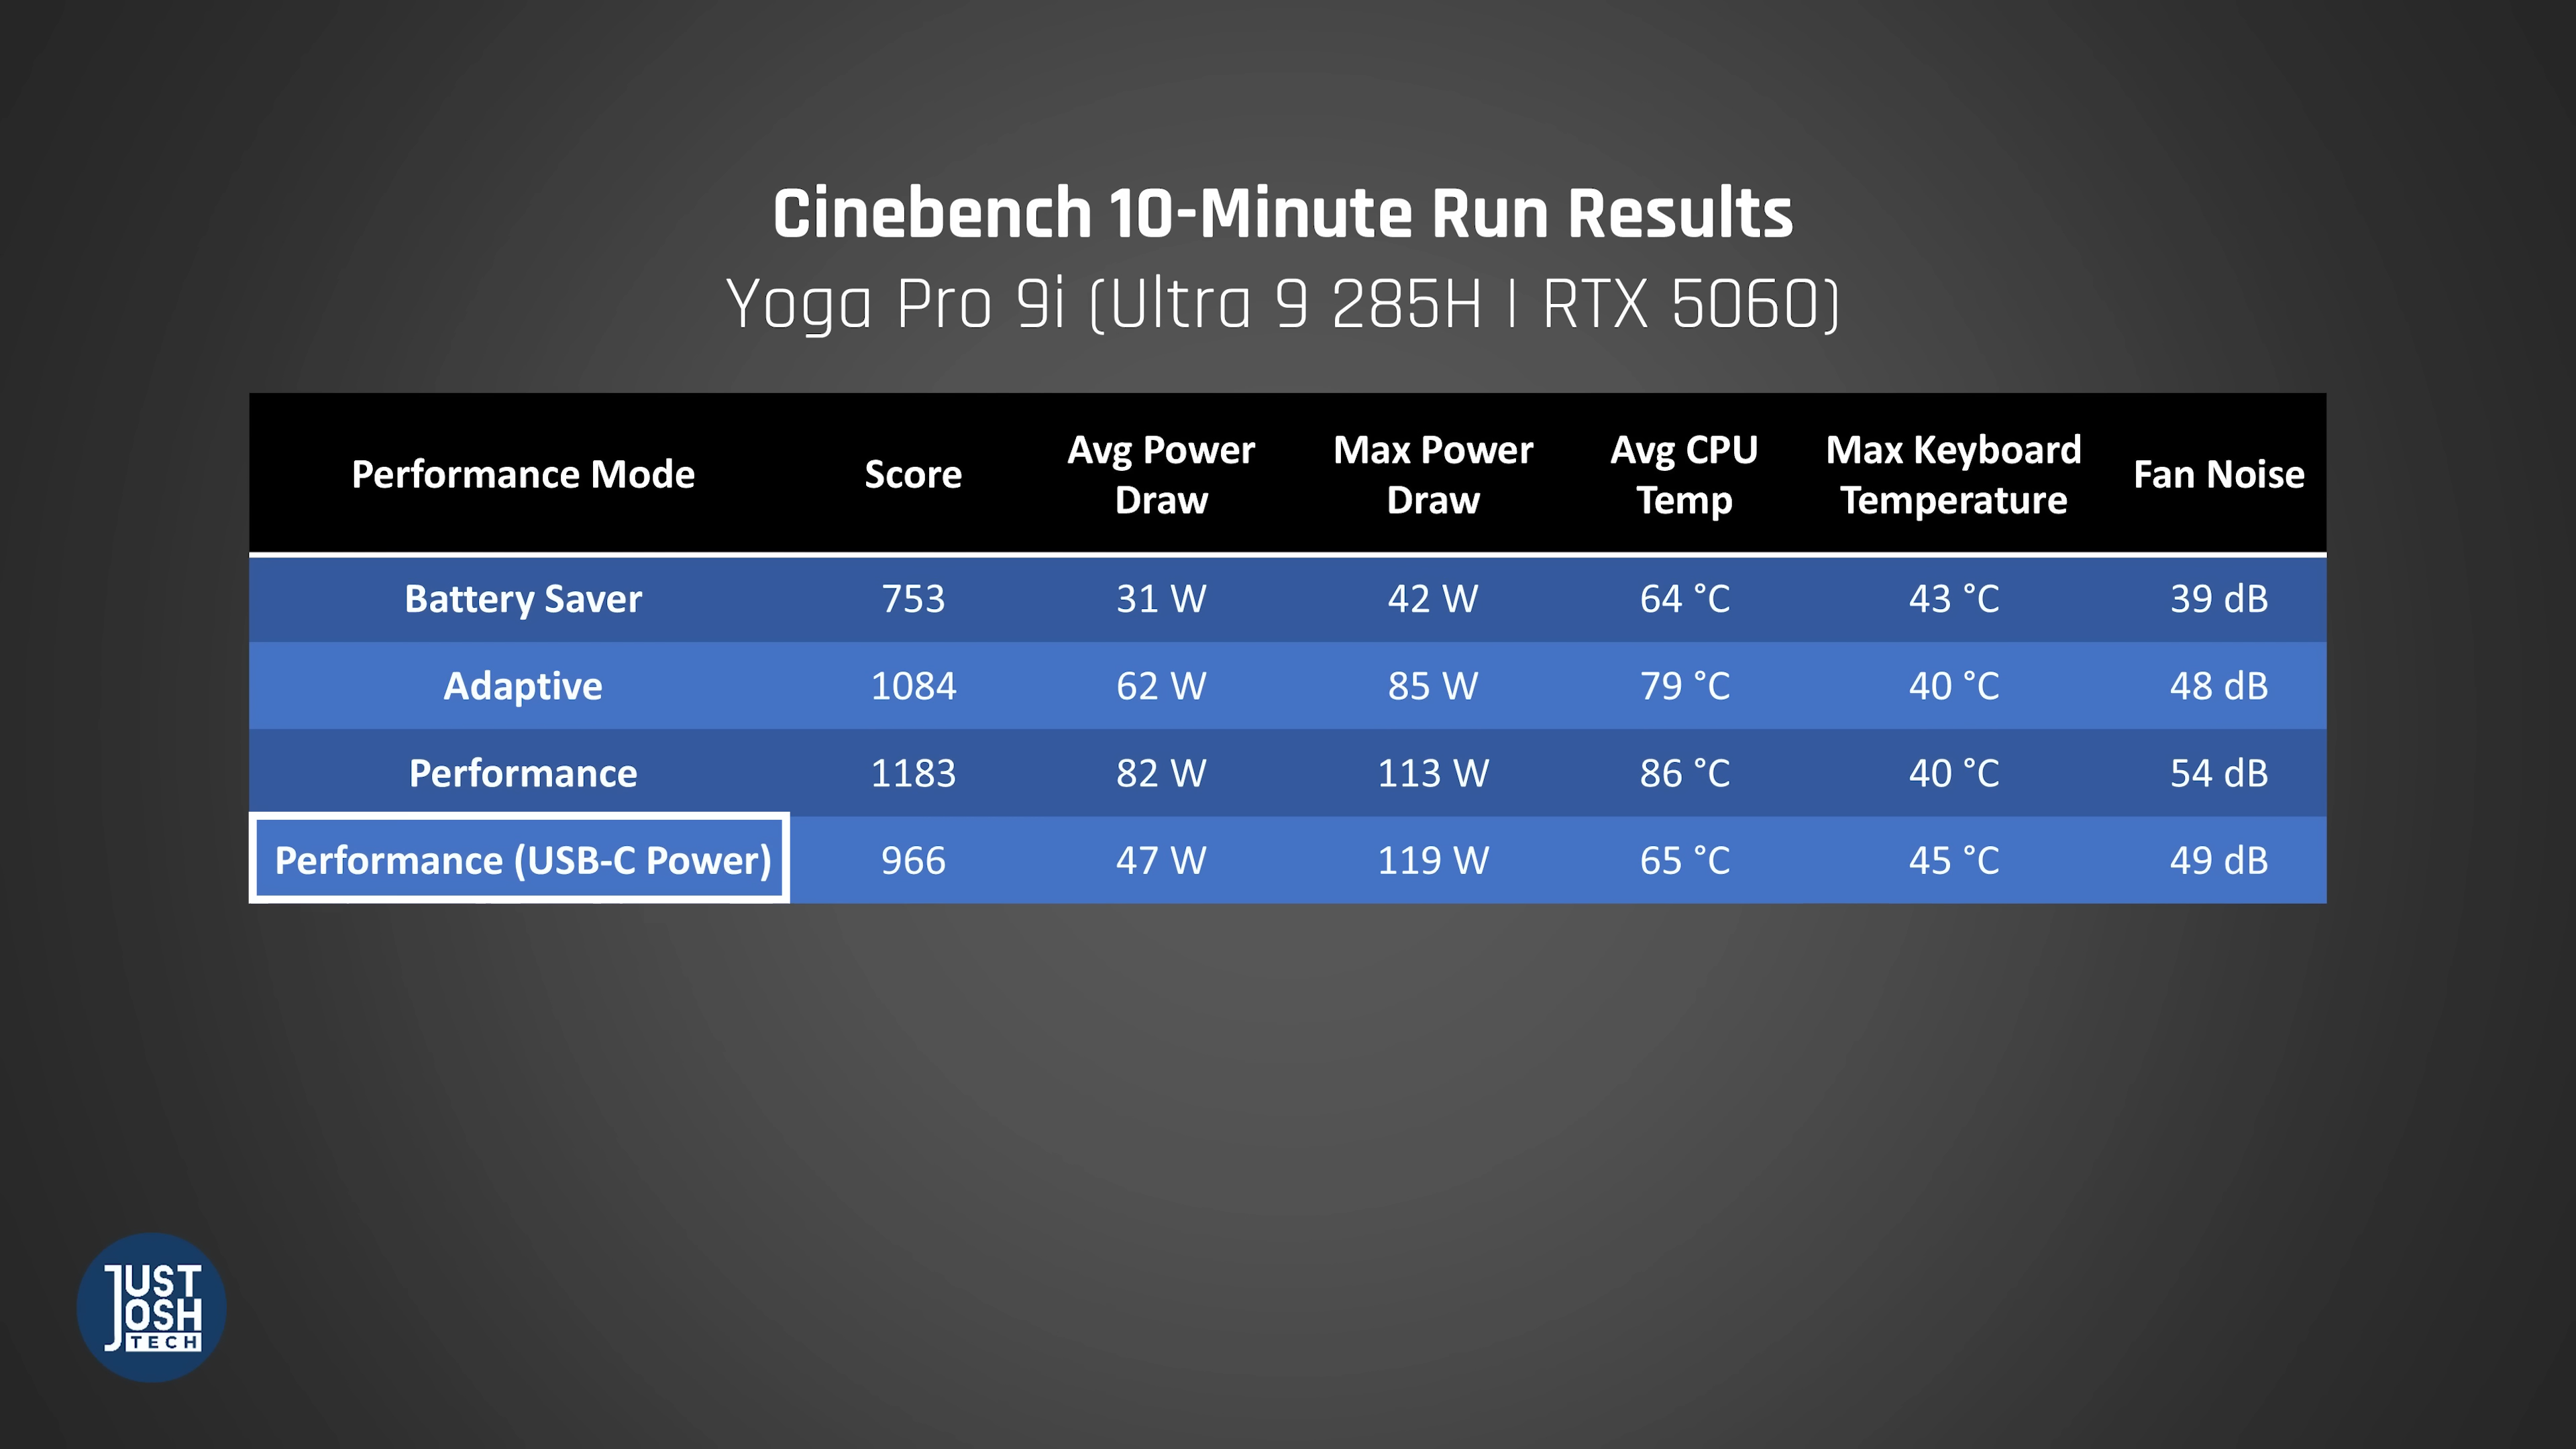 Cinebench 10-Minute Run Results
Yoga Pro 9i (Ultra 9 285H | RTX 5060)
Performance Mode Score Avg Power Draw Max Power Draw Avg CPU Temp Max Keyboard Temperature Fan Noise
Battery Saver 753 31 W 42 W 64 °C 43 °C 39 dB
Adaptive 1084 62 W 85 W 79 °C 40 °C 48 dB
Performance 1183 82 W 113 W 86 °C 40 °C 54 dB
Performance (USB-C Power) 966 47 W 119 W 65 °C 45 °C 49 dB
JUST
JOSH
TECH